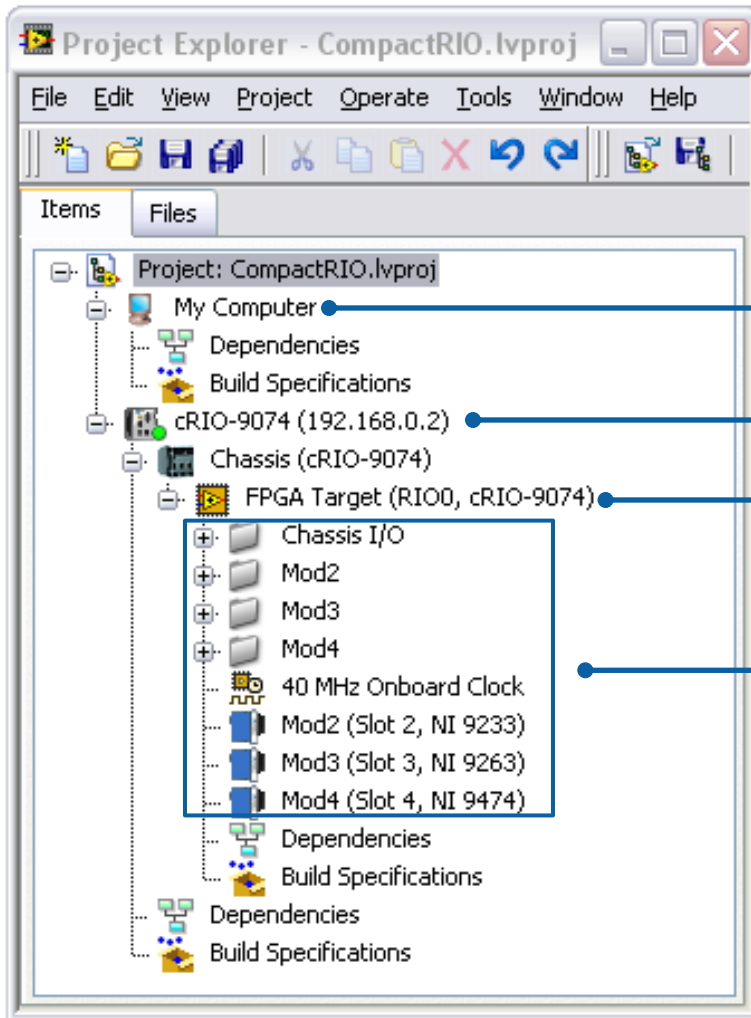 Project Explorer - CompactRIO.lvproj
File Edit View Project Operate Tools Window Help
Items Files
Project: CompactRIO.lvproj
My Computer
Dependencies
Build Specifications
cRIO-9074 (192.168.0.2)
Chassis (cRIO-9074)
FPGA Target (RIO0, cRIO-9074)
Chassis I/O
Mod2
Mod3
Mod4
40 MHz Onboard Clock
Mod2 (Slot 2, NI 9233)
Mod3 (Slot 3, NI 9263)
Mod4 (Slot 4, NI 9474)
Dependencies
Build Specifications
Dependencies
Build Specifications